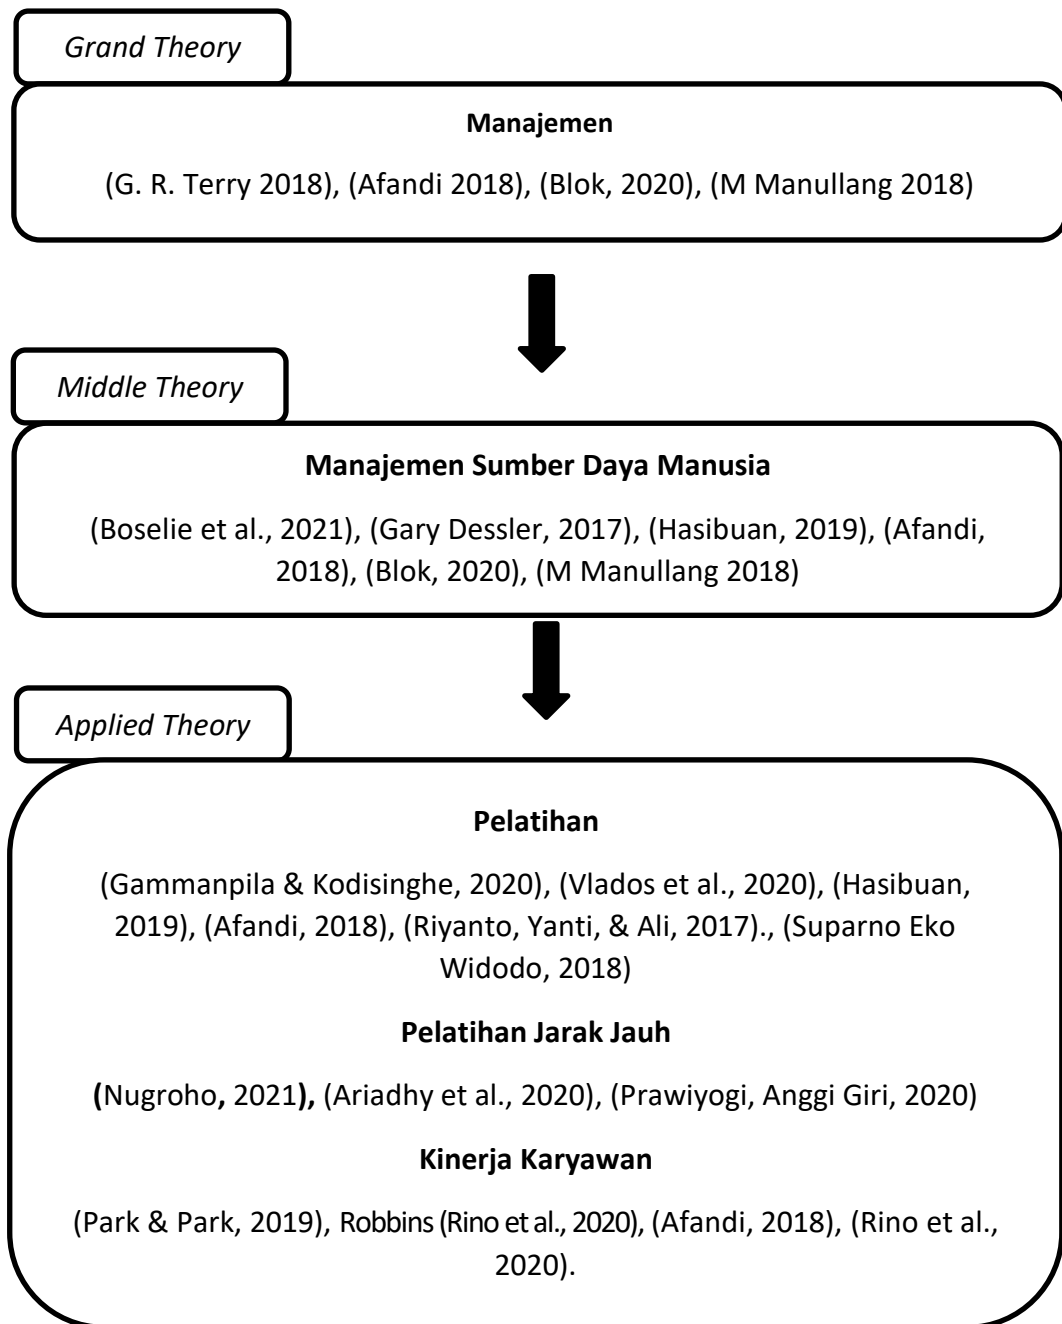 Grand Theory
Manajemen
(G. R. Terry 2018), (Afandi 2018), (Blok, 2020), (M Manullang 2018)
Middle Theory
Manajemen Sumber Daya Manusia
(Boselie et al., 2021), (Gary Dessler, 2017), (Hasibuan, 2019), (Afandi,
2018), (Blok, 2020), (M Manullang 2018)
Applied Theory
Pelatihan
(Gammanpila & Kodisinghe, 2020), (Vlados et al., 2020), (Hasibuan,
2019), (Afandi, 2018), (Riyanto, Yanti, & Ali, 2017)., (Suparno Eko
Widodo, 2018)
Pelatihan Jarak Jauh
(Nugroho, 2021), (Ariadhy et al., 2020), (Prawiyogi, Anggi Giri, 2020)
Kinerja Karyawan
(Park & Park, 2019), Robbins (Rino et al., 2020), (Afandi, 2018), (Rino et al.,
2020).